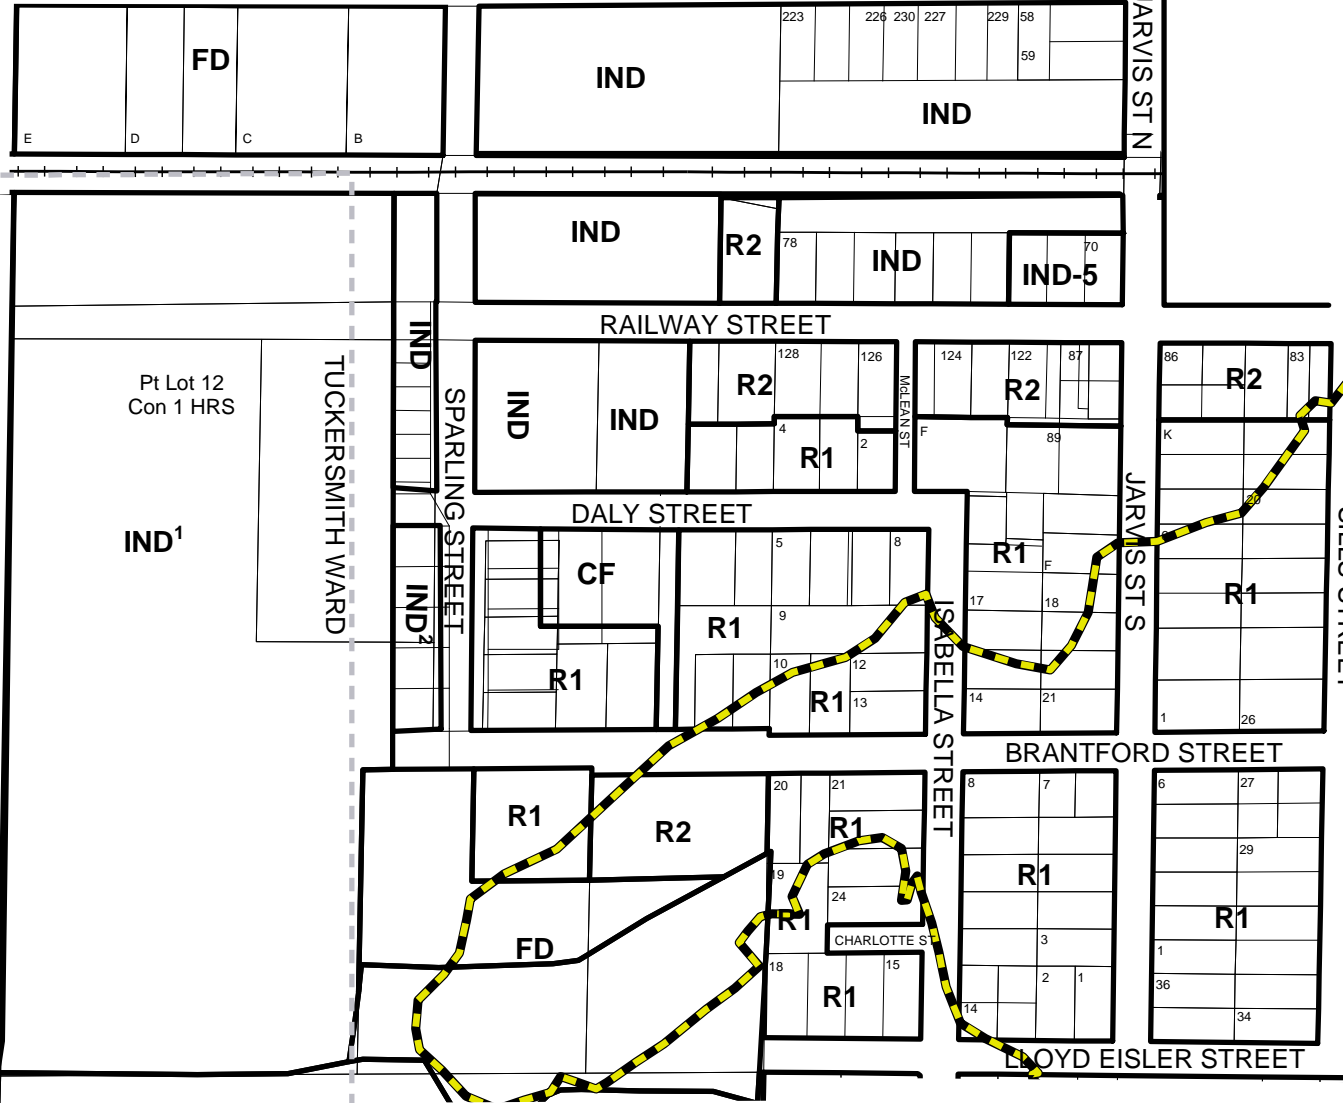 223 226 230 227 229 58
59
FD
IND
IND
E D C B
JARVIS ST N
IND
R2
78
IND
70
IND-5
RAILWAY STREET
IND
Pt Lot 12
Con 1 HRS
TUCKERSMITH WARD
SPARLING STREET
IND
IND
R2
128
126
McLEAN ST
124 122 87
R2
86 83
R2
4
R1
2
F
89
K
20
IND¹
DALY STREET
JARVIS ST S
IND²
CF
5 8
R1
F
R1
17 18
9
R1
R1
10 12
R1
13
ISABELLA STREET
14 21
1 26
BRANTFORD STREET
R1
R2
20 21
R1
8 7
6 27
29
R1
19
24
R1
R1
FD
CHARLOTTE ST
3
1
18 15
R1
2 1
36
14
34
LLOYD EISLER STREET